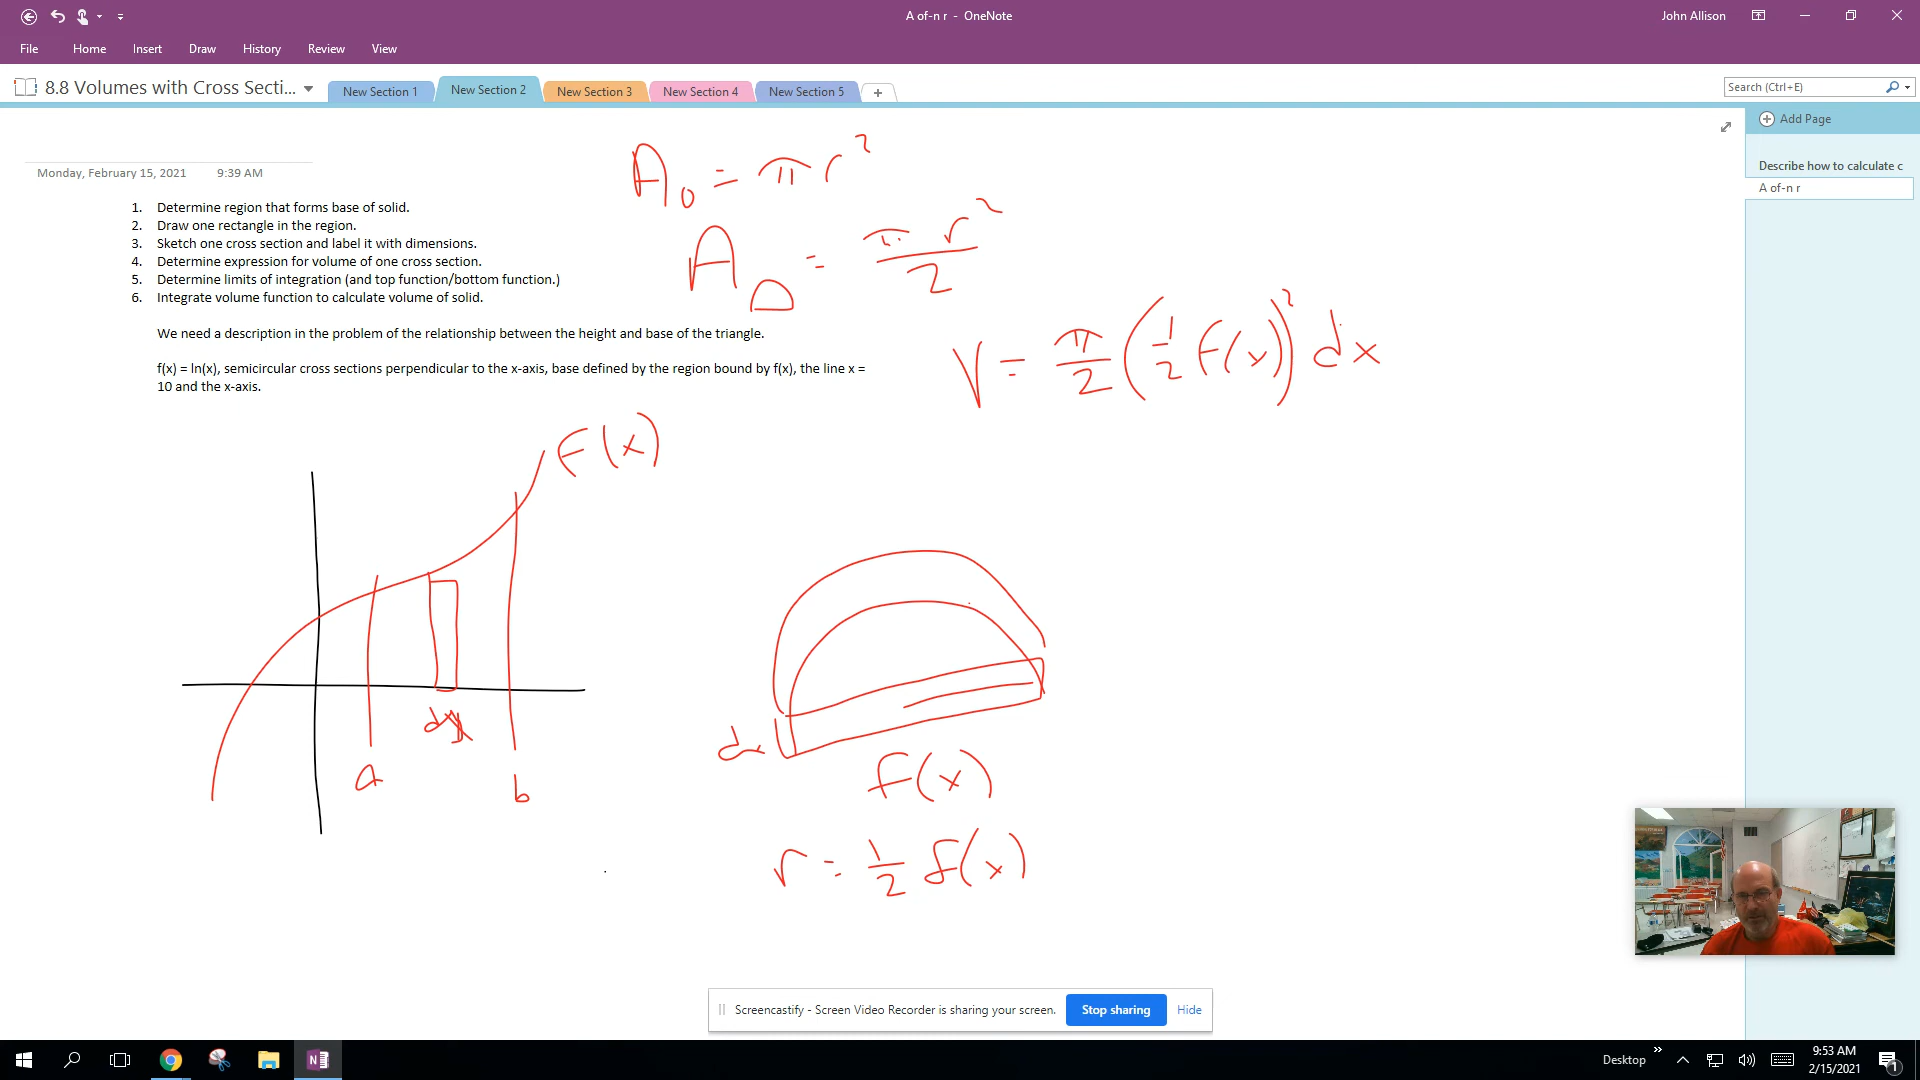 A of-n r - OneNote
John Allison
File Home Insert Draw History Review View
8.8 Volumes with Cross Secti...
New Section 1 New Section 2 New Section 3 New Section 4 New Section 5
Search (Ctrl+E)
Add Page
Describe how to calculate c
A of-n r
Monday, February 15, 2021 9:39 AM
1. Determine region that forms base of solid.
2. Draw one rectangle in the region.
3. Sketch one cross section and label it with dimensions.
4. Determine expression for volume of one cross section.
5. Determine limits of integration (and top function/bottom function.)
6. Integrate volume function to calculate volume of solid.
We need a description in the problem of the relationship between the height and base of the triangle.
f(x) = ln(x), semicircular cross sections perpendicular to the x-axis, base defined by the region bound by f(x), the line x =
10 and the x-axis.
A₀ = πr²
A = πr²/2
V = π/2 (1/2 f(x))² dx
f(x)
a
b
dx
f(x)
r = 1/2 f(x)
Screencastify - Screen Video Recorder is sharing your screen. Stop sharing Hide
Desktop
9:53 AM
2/15/2021
1